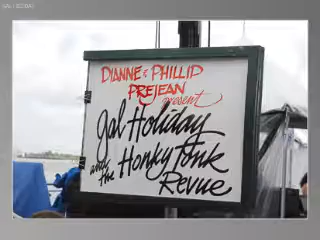 DIANNE & PHILLIP
PREJEAN
present
Gal Holiday
and the Honky Tonk
Revue